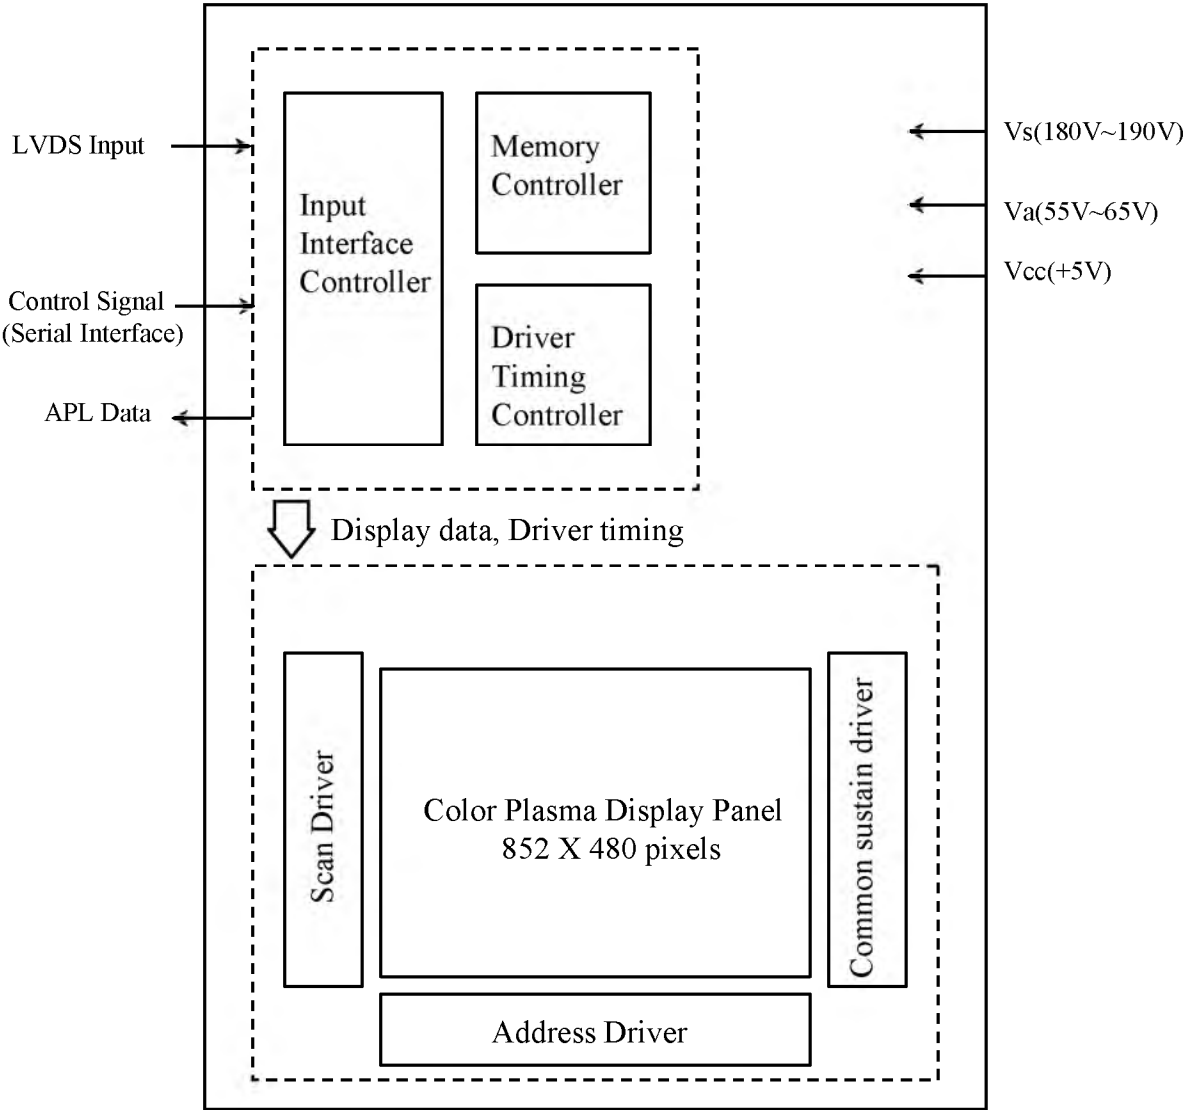 LVDS Input
Control Signal
(Serial Interface)
APL Data
Input
Interface
Controller
Memory
Controller
Driver
Timing
Controller
Vs(180V~190V)
Va(55V~65V)
Vcc(+5V)
Display data, Driver timing
Scan Driver
Color Plasma Display Panel
852 X 480 pixels
Common sustain driver
Address Driver